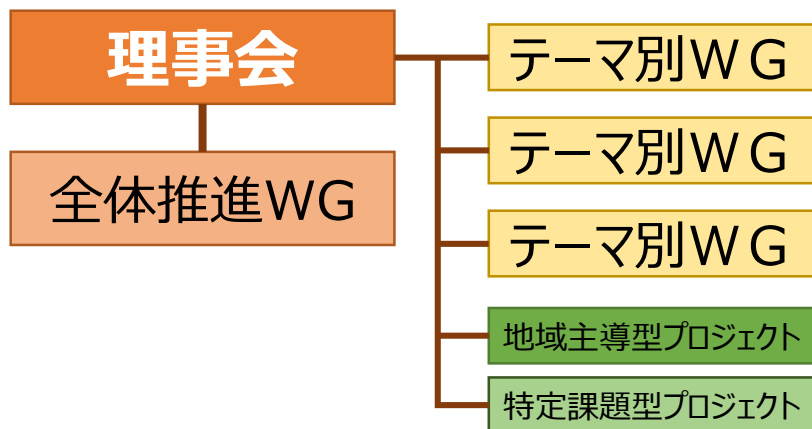 理事会
全体推進WG
テーマ別ＷＧ
テーマ別ＷＧ
テーマ別ＷＧ
地域主導型プロジェクト
特定課題型プロジェクト